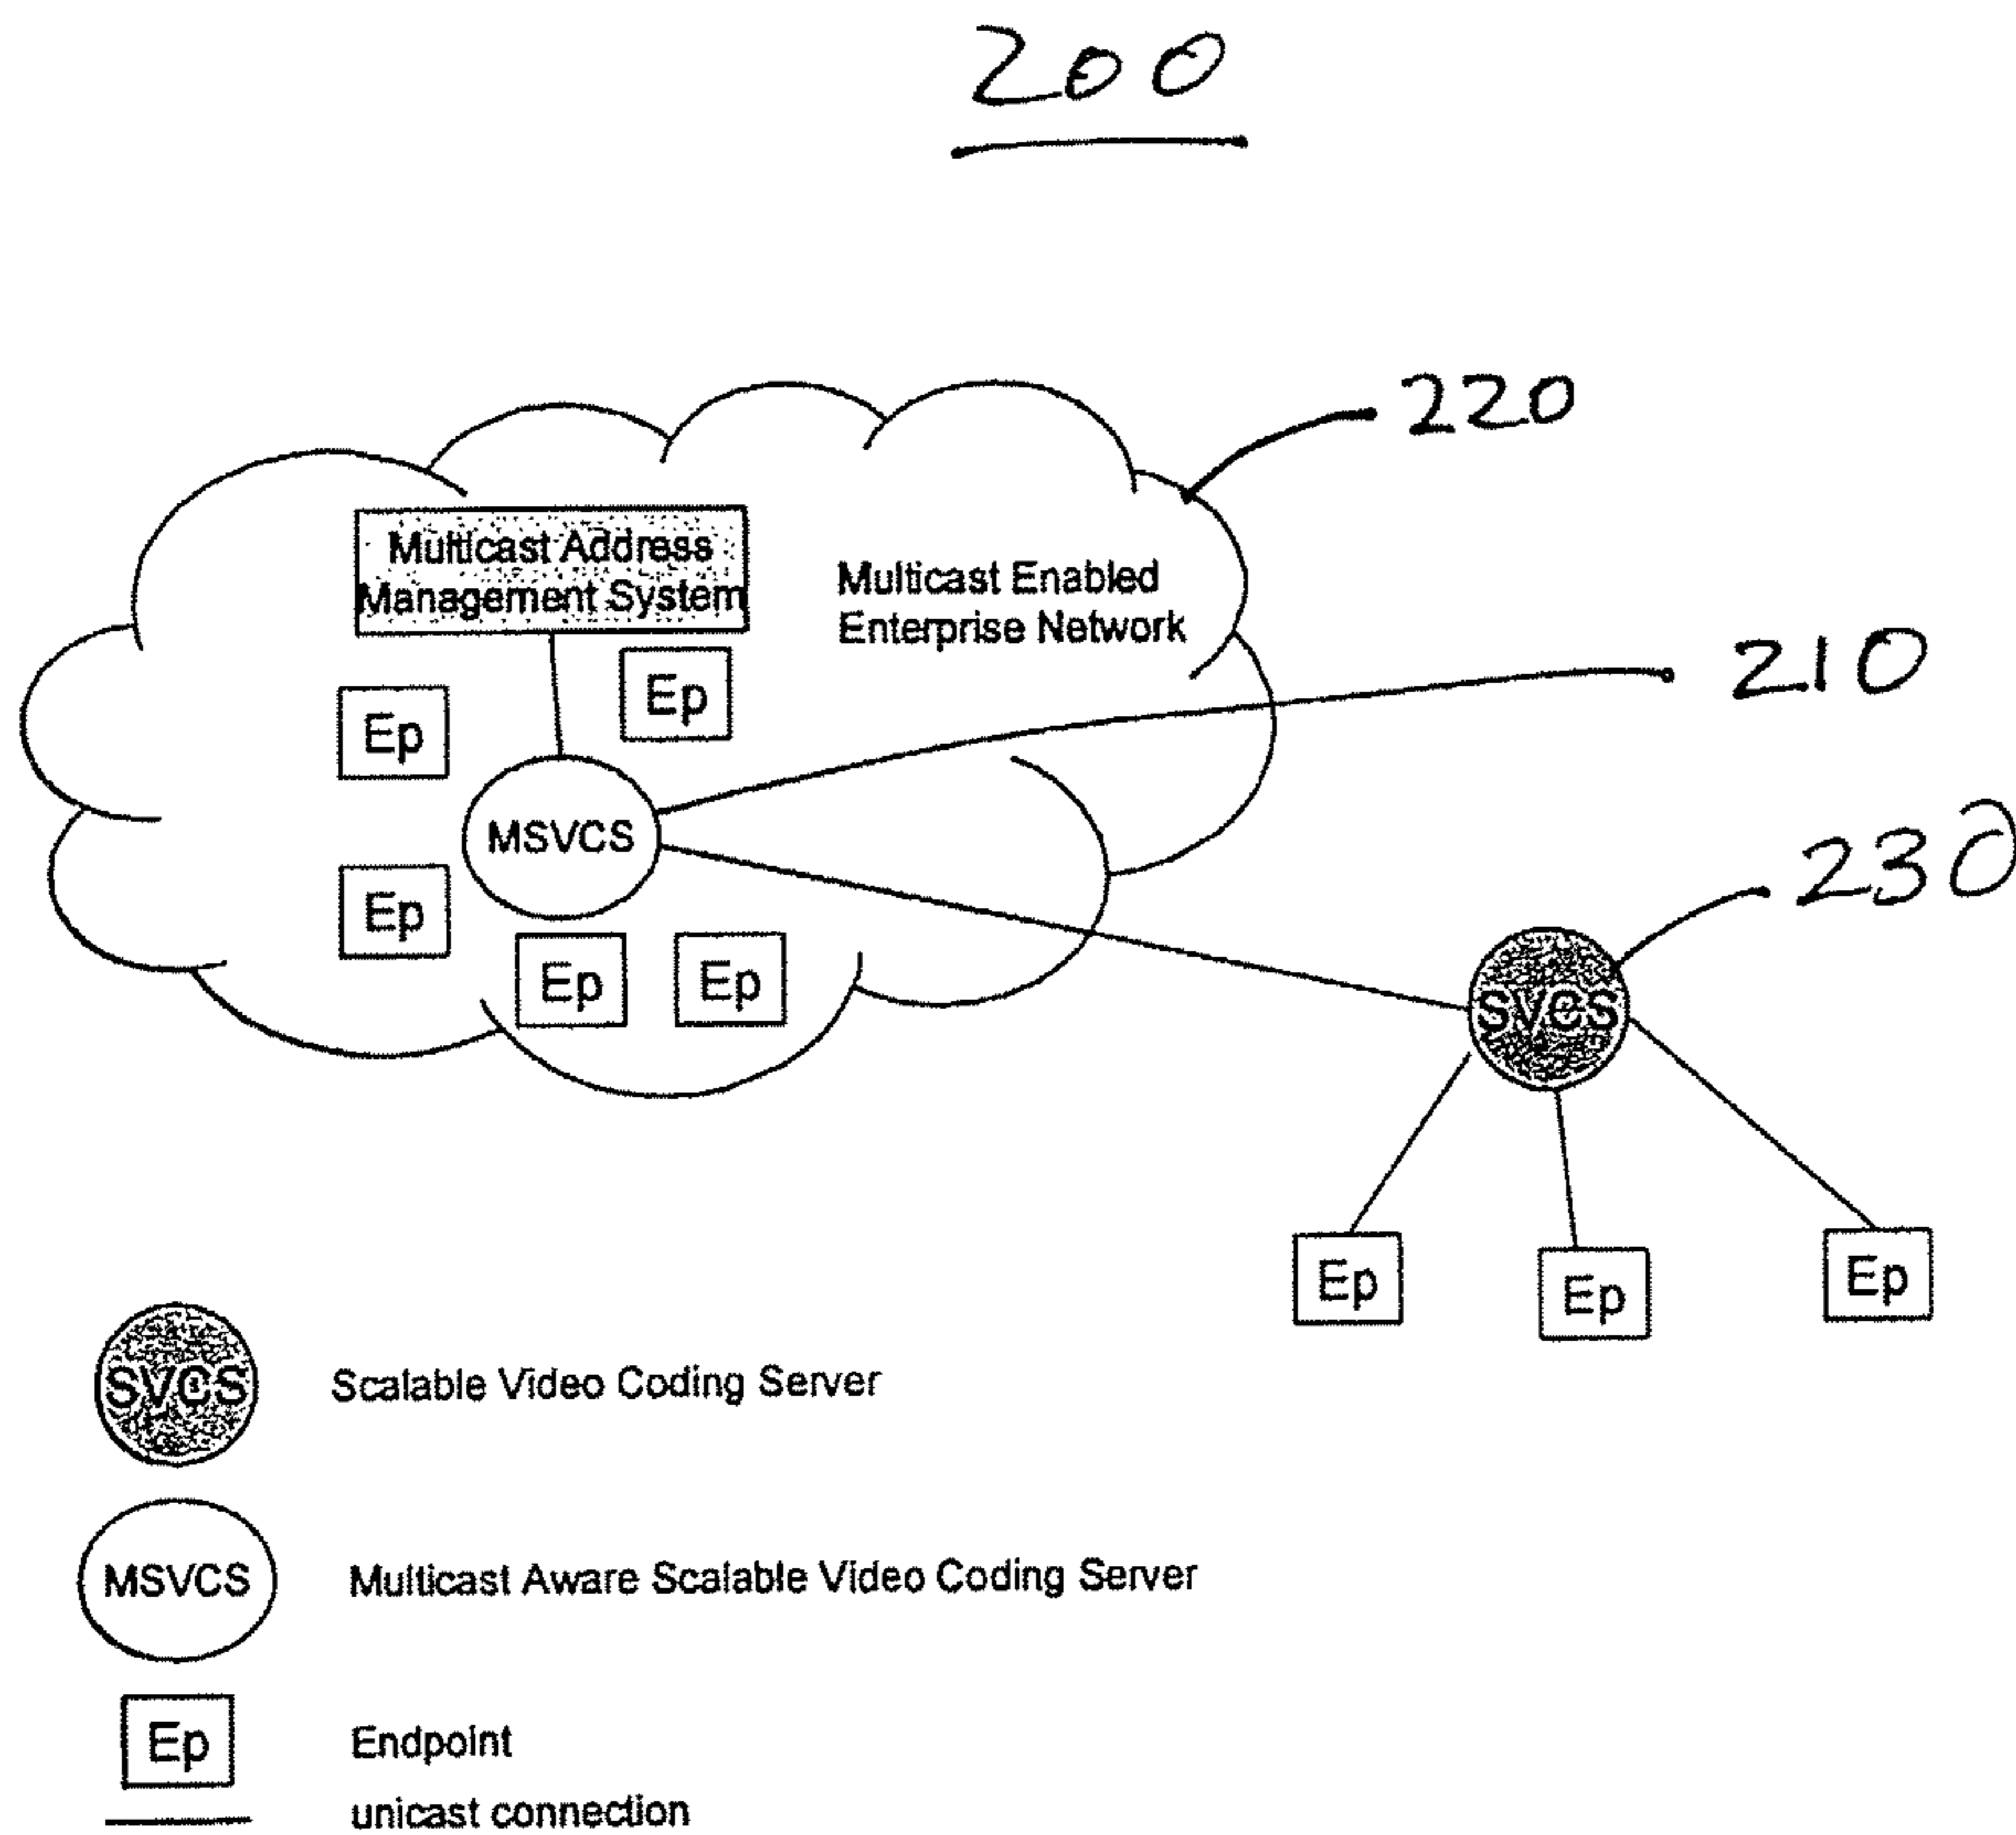 200
220
Multicast Address
Management System
Multicast Enabled
Enterprise Network
210
Ep
Ep
MSVCS
230
Ep
Ep
Ep
SVCS
Ep
Ep
Ep
SVCS
Scalable Video Coding Server
MSVCS
Multicast Aware Scalable Video Coding Server
Ep
Endpoint
unicast connection